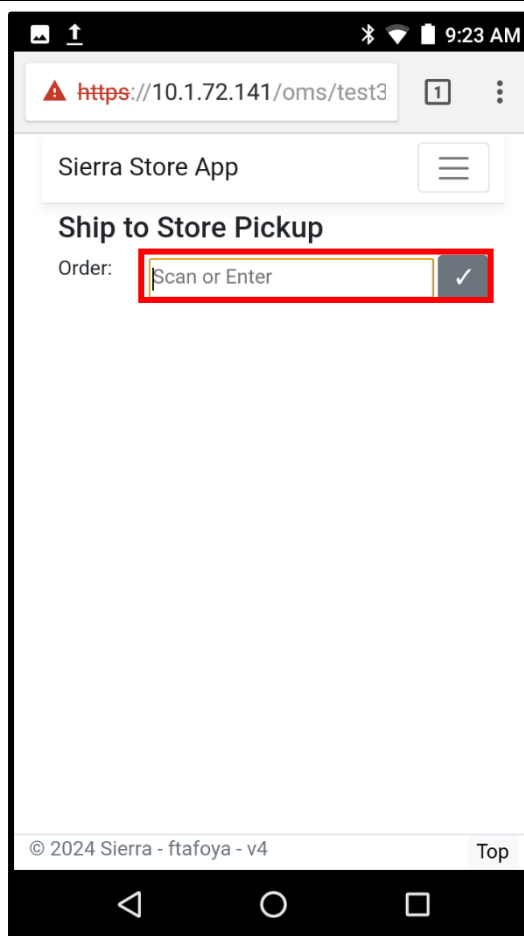 9:23 AM
https://10.1.72.141/oms/test3
1
Sierra Store App
Ship to Store Pickup
Order:
Scan or Enter
© 2024 Sierra - ftafoya - v4
Top